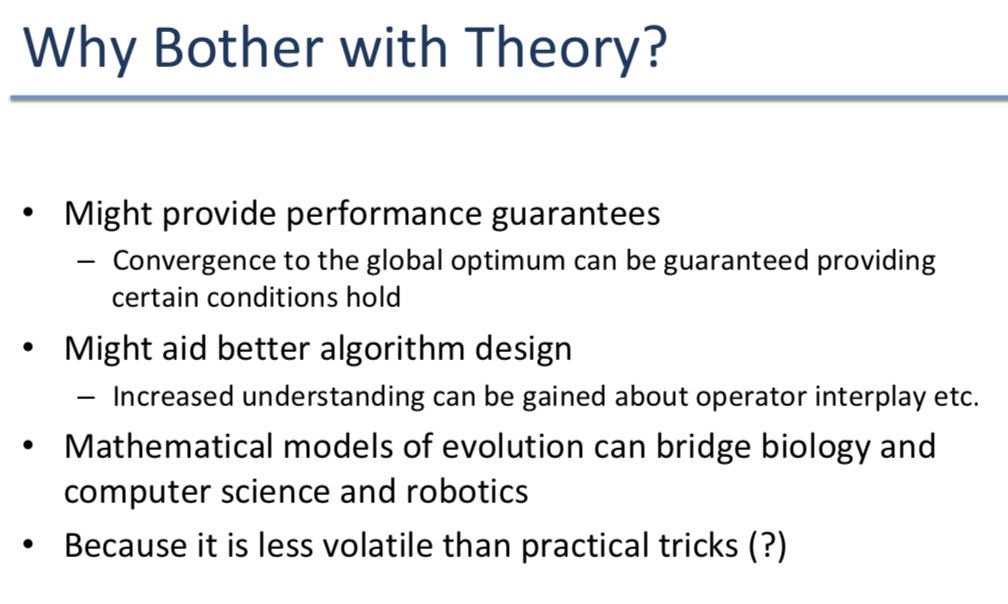 Why Bother with Theory?
• Might provide performance guarantees
– Convergence to the global optimum can be guaranteed providing
certain conditions hold
• Might aid better algorithm design
– Increased understanding can be gained about operator interplay etc.
• Mathematical models of evolution can bridge biology and
computer science and robotics
• Because it is less volatile than practical tricks (?)